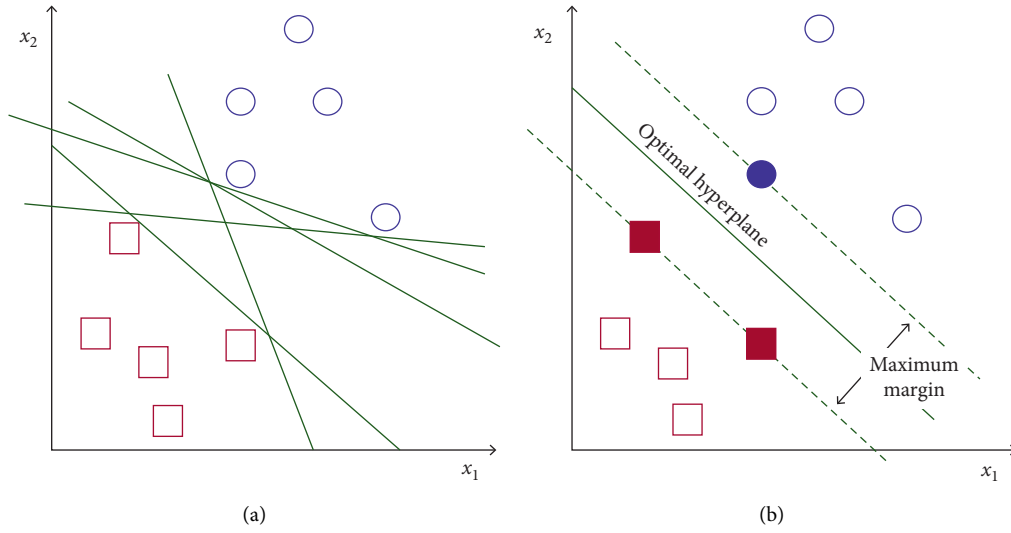 x2
x1
(a)
x2
Optimal hyperplane
Maximum
margin
x1
(b)